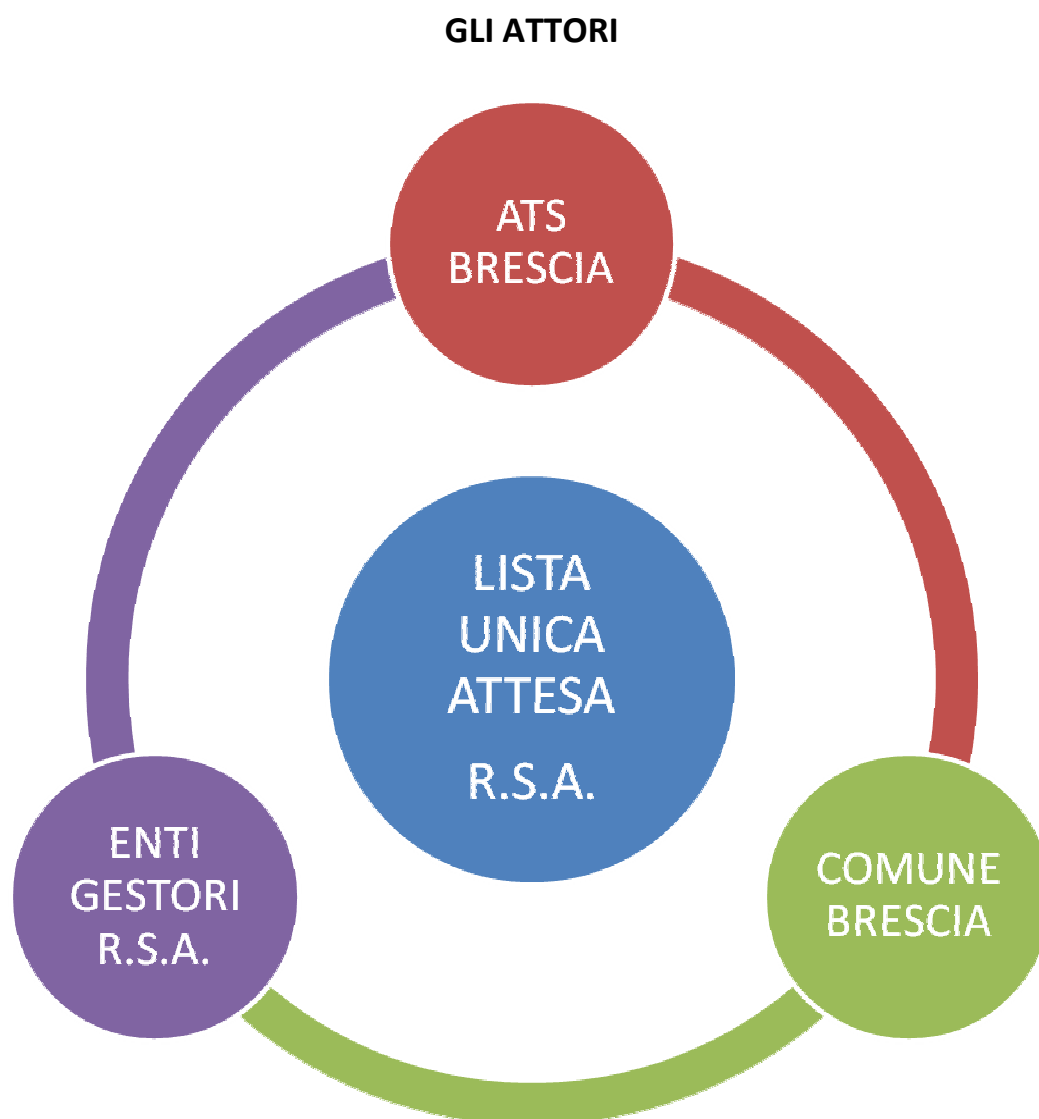 GLI ATTORI
ATS
BRESCIA
LISTA
UNICA
ATTESA
R.S.A.
ENTI
GESTORI
R.S.A.
COMUNE
BRESCIA